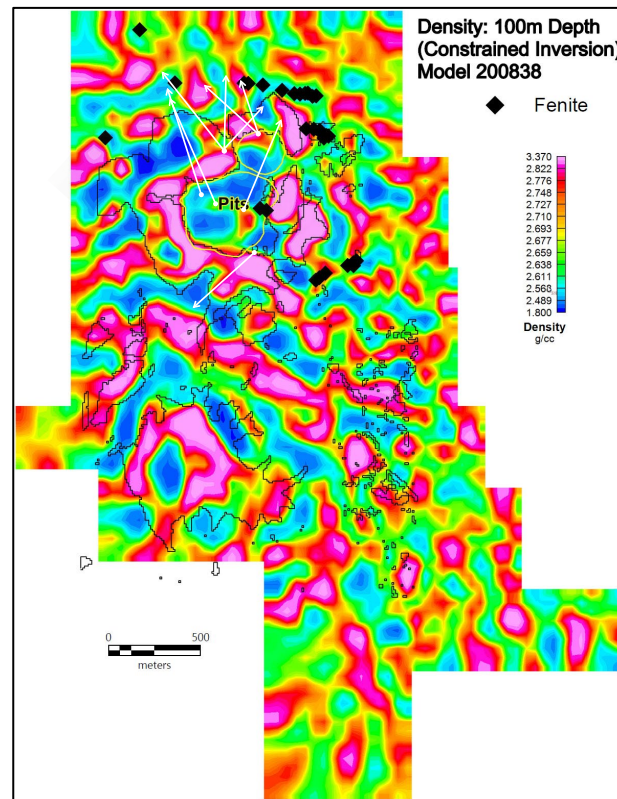 Density: 100m Depth
(Constrained Inversion)
Model 200838
Fenite
3.370
2.822
2.776
2.748
2.727
2.710
2.693
2.677
2.659
2.638
2.611
2.568
2.489
1.800
Density
g/cc
Pits
0 500
meters